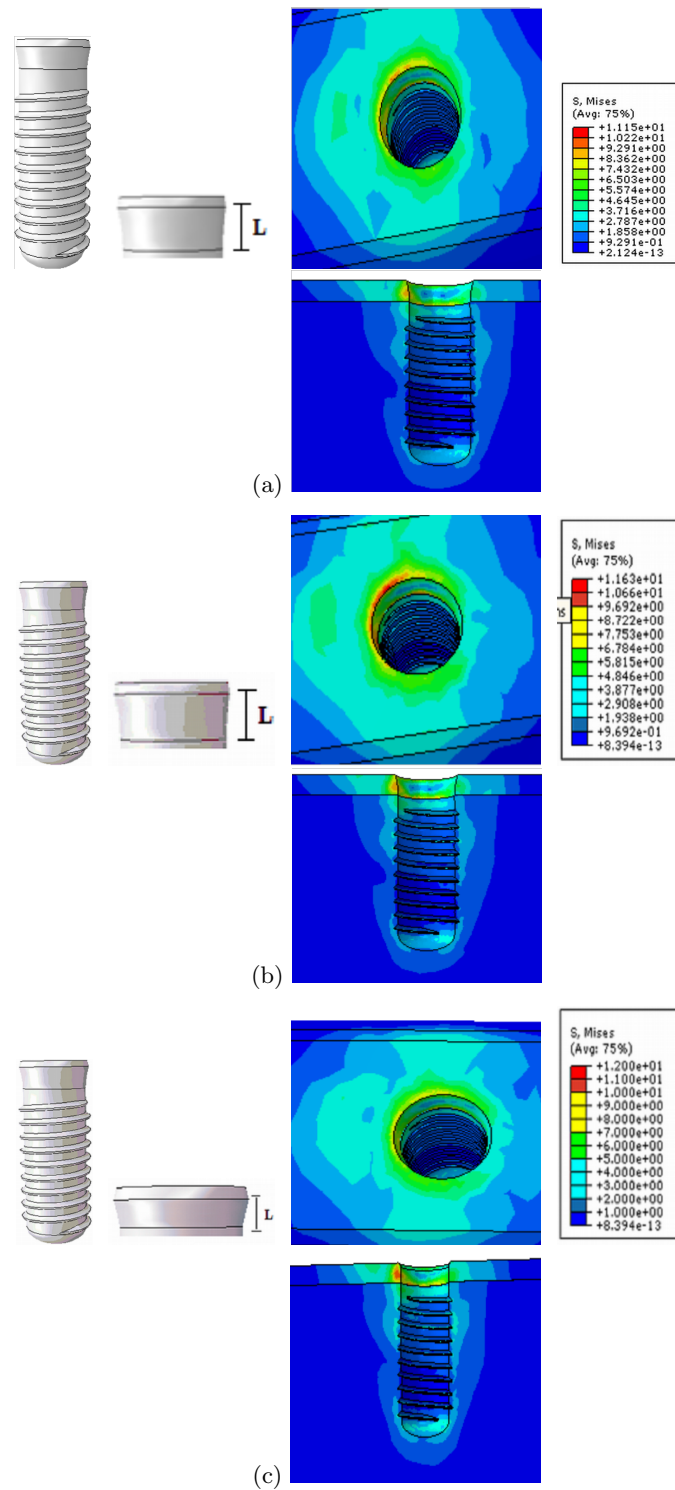 L
S, Mises
(Avg: 75%)
+1.115e+01
+1.022e+01
+9.291e+00
+8.362e+00
+7.432e+00
+6.503e+00
+5.574e+00
+4.645e+00
+3.716e+00
+2.787e+00
+1.858e+00
+9.291e-01
+2.124e-13
(a)
L
S, Mises
(Avg: 75%)
+1.163e+01
+1.066e+01
+9.692e+00
+8.722e+00
+7.753e+00
+6.784e+00
+5.815e+00
+4.846e+00
+3.877e+00
+2.908e+00
+1.938e+00
+9.692e-01
+8.394e-13
(b)
L
S, Mises
(Avg: 75%)
+1.200e+01
+1.100e+01
+1.000e+01
+9.000e+00
+8.000e+00
+7.000e+00
+6.000e+00
+5.000e+00
+4.000e+00
+3.000e+00
+2.000e+00
+1.000e+00
+8.394e-13
(c)